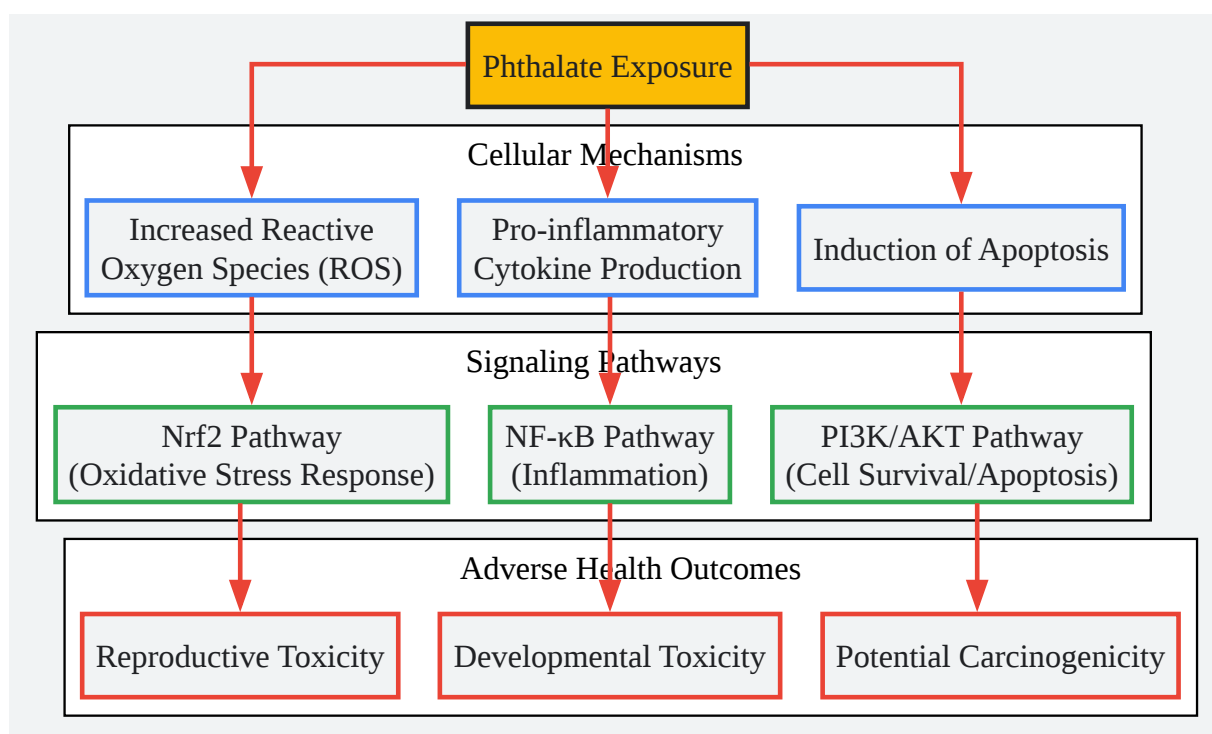 Phthalate Exposure
Cellular Mechanisms
Increased Reactive
Oxygen Species (ROS)
Pro-inflammatory
Cytokine Production
Induction of Apoptosis
Signaling Pathways
Nrf2 Pathway
(Oxidative Stress Response)
NF-κB Pathway
(Inflammation)
PI3K/AKT Pathway
(Cell Survival/Apoptosis)
Adverse Health Outcomes
Reproductive Toxicity
Developmental Toxicity
Potential Carcinogenicity